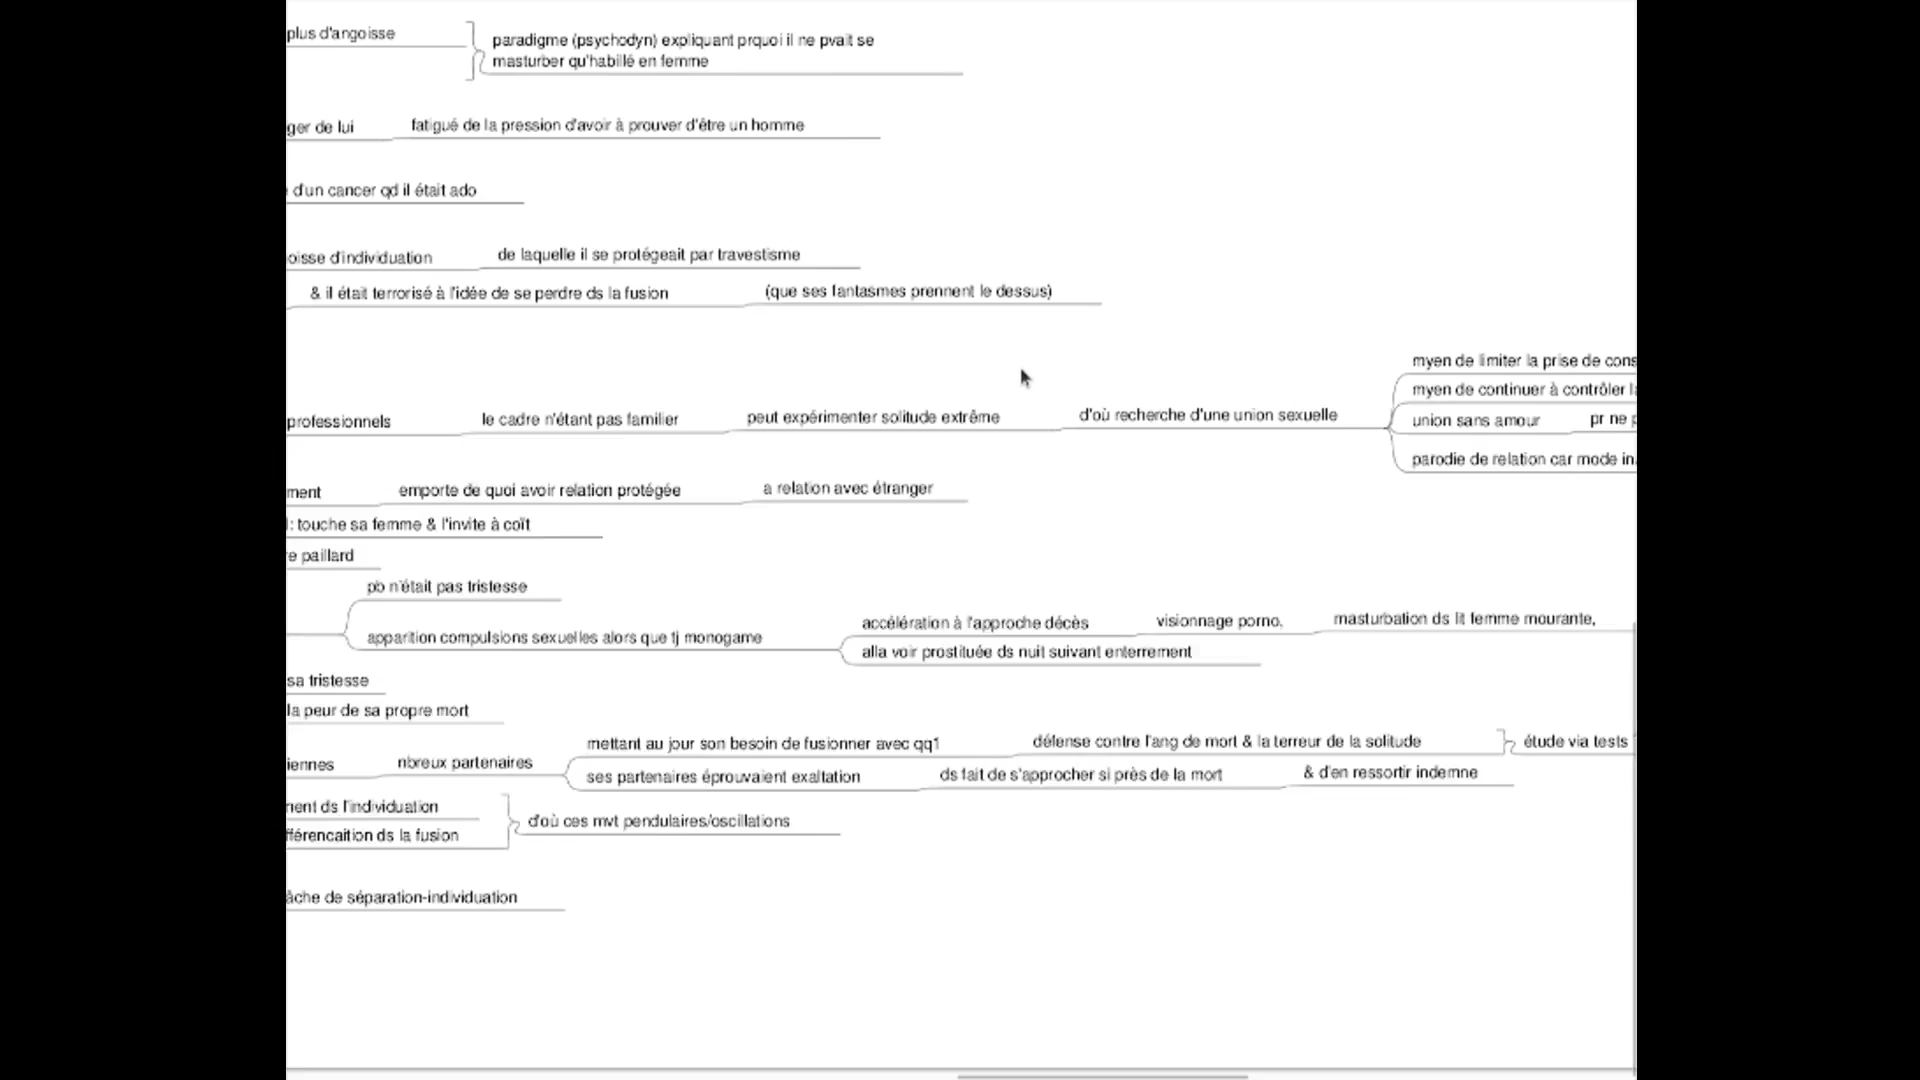 plus d'angoisse
paradigme (psychodyn) expliquant prquoi il ne pvait se
masturber qu'habillé en femme
ger de lui fatigué de la pression d'avoir à prouver d'être un homme
d'un cancer qd il était ado
oisse d'individuation de laquelle il se protégeait par travestisme
& il était terrorisé à l'idée de se perdre ds la fusion (que ses fantasmes prennent le dessus)
myen de limiter la prise de cons
myen de continuer à contrôler la
professionnels le cadre n'étant pas familier peut expérimenter solitude extrême d'où recherche d'une union sexuelle union sans amour pr ne p
parodie de relation car mode in
ment emporte de quoi avoir relation protégée a relation avec étranger
: touche sa femme & l'invite à coït
e paillard
pb n'était pas tristesse
accélération à l'approche décès visionnage porno, masturbation ds lit femme mourante,
apparition compulsions sexuelles alors que tj monogame
alla voir prostituée ds nuit suivant enterrement
sa tristesse
la peur de sa propre mort
mettant au jour son besoin de fusionner avec qq1 défense contre l'ang de mort & la terreur de la solitude étude via tests
iennes nbreux partenaires
ses partenaires éprouvaient exaltation ds fait de s'approcher si près de la mort & d'en ressortir indemne
nent ds l'individuation
d'où ces mvt pendulaires/oscillations
fférencaition ds la fusion
âche de séparation-individuation